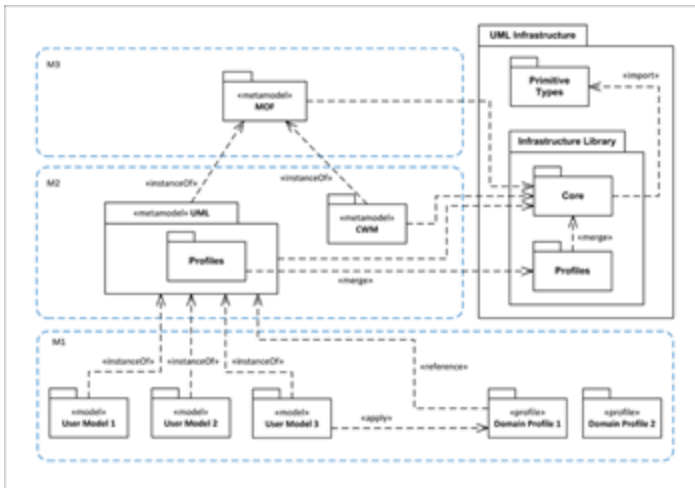 UML Infrastructure
M3
«metamodel»
MOF
Primitive
Types
«import»
Infrastructure Library
M2
«instanceOf»
«instanceOf»
«metamodel» UML
Profiles
«metamodel»
CWM
Core
«merge»
Profiles
«merge»
M1
«instanceOf»
«instanceOf»
«instanceOf»
«reference»
«model»
User Model 1
«model»
User Model 2
«model»
User Model 3
«apply»
«profile»
Domain Profile 1
«profile»
Domain Profile 2